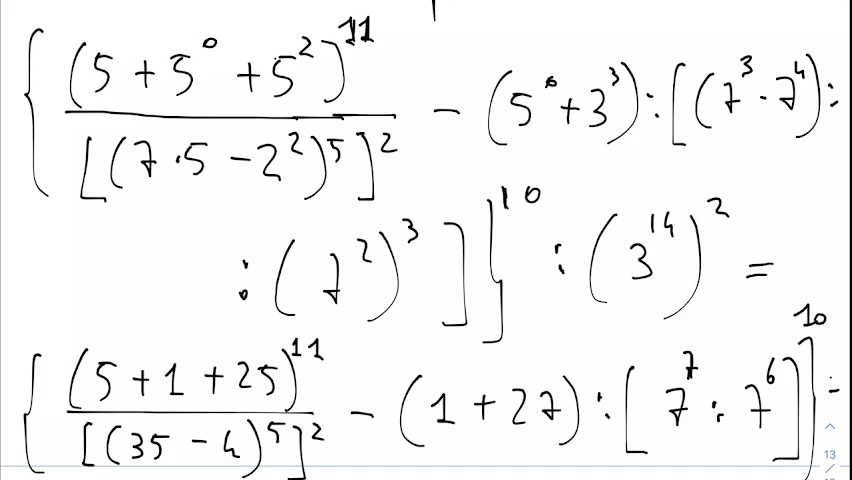 { (5 + 5⁰ + 5²)¹¹ / [(7 · 5 − 2²)⁵]² − (5⁰ + 3³) : [(7³ · 7⁴) :
: (7²)³ ] }¹⁰ : (3¹⁴)² =
{ (5 + 1 + 25)¹¹ / [(35 − 4)⁵]² − (1 + 27) : [7⁷ : 7⁶] }¹⁰ :
13
/